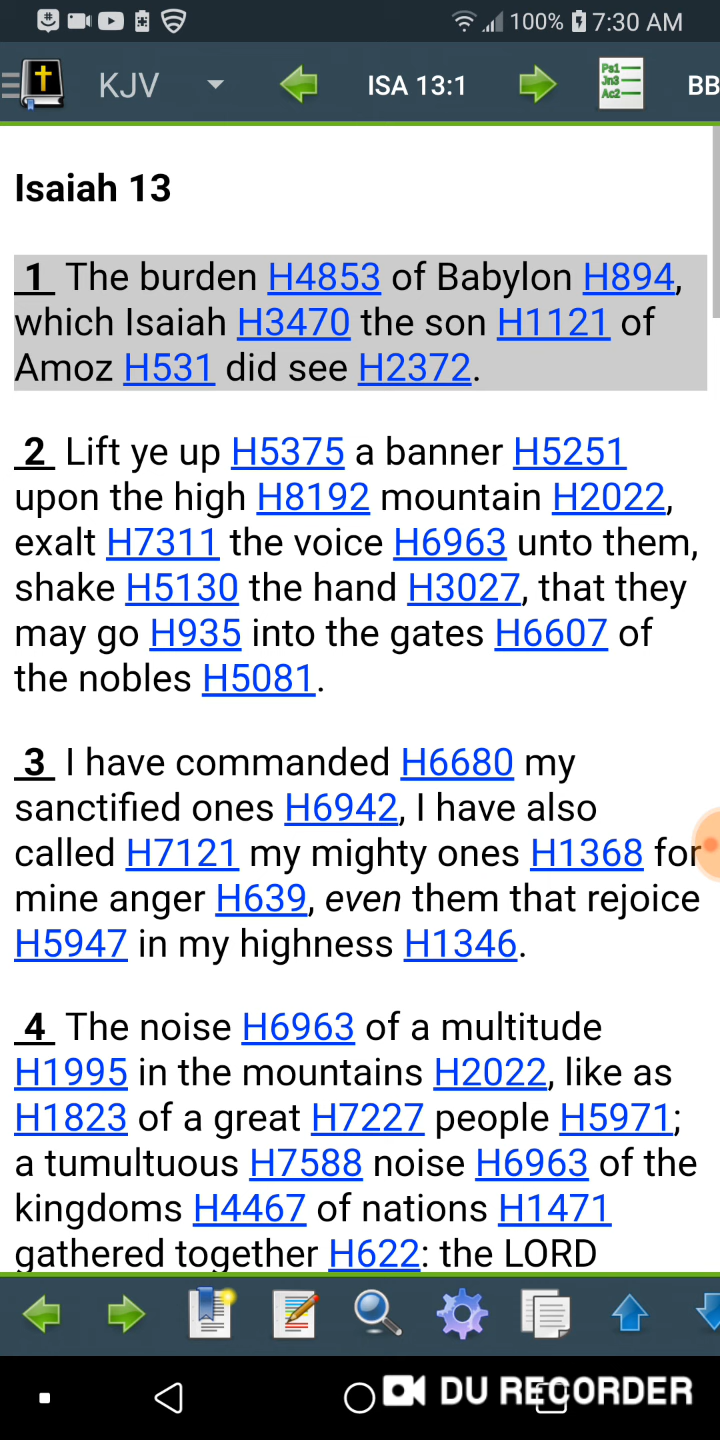 100% 7:30 AM
KJV ISA 13:1 Ps1 Jn3 Ac2 BB
Isaiah 13
1 The burden H4853 of Babylon H894,
which Isaiah H3470 the son H1121 of
Amoz H531 did see H2372.
2 Lift ye up H5375 a banner H5251
upon the high H8192 mountain H2022,
exalt H7311 the voice H6963 unto them,
shake H5130 the hand H3027, that they
may go H935 into the gates H6607 of
the nobles H5081.
3 I have commanded H6680 my
sanctified ones H6942, I have also
called H7121 my mighty ones H1368 for
mine anger H639, even them that rejoice
H5947 in my highness H1346.
4 The noise H6963 of a multitude
H1995 in the mountains H2022, like as
H1823 of a great H7227 people H5971;
a tumultuous H7588 noise H6963 of the
kingdoms H4467 of nations H1471
gathered together H622: the LORD
DU RECORDER